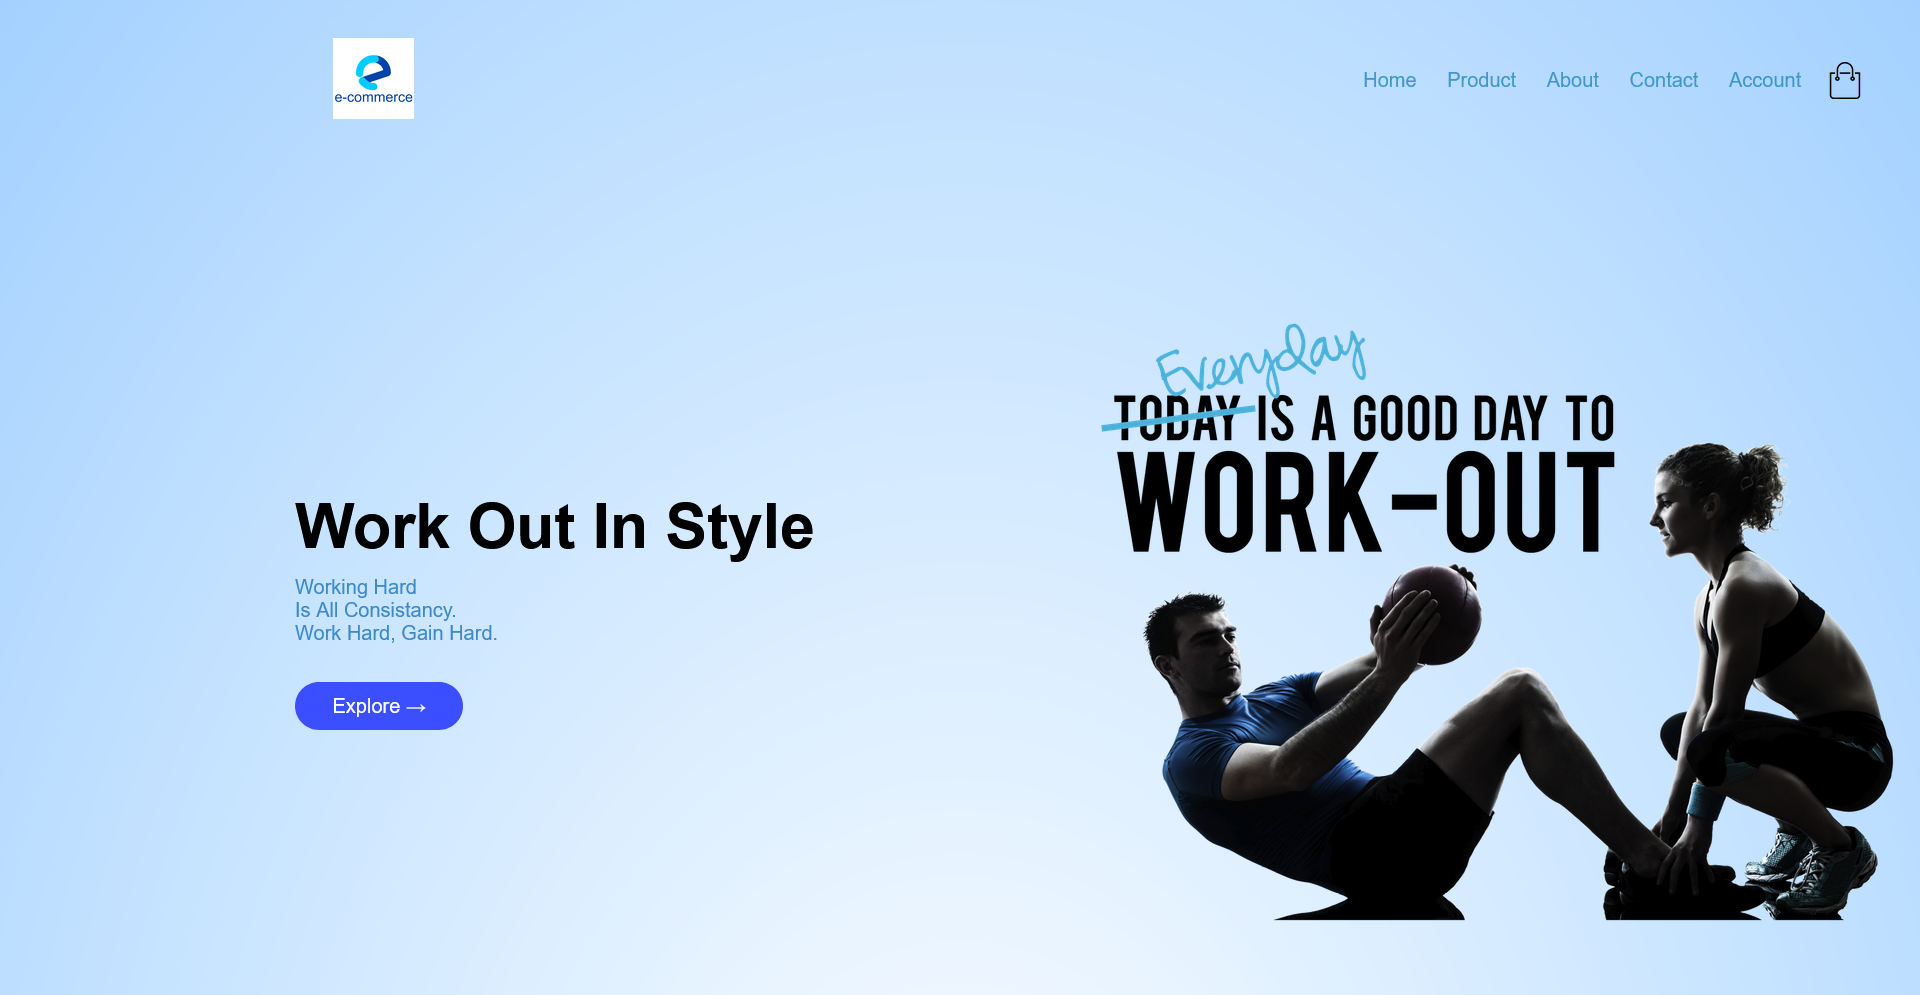 e-commerce
Home Product About Contact Account
Everyday
TODAY IS A GOOD DAY TO
WORK-OUT
Work Out In Style
Working Hard
Is All Consistancy.
Work Hard, Gain Hard.
Explore →